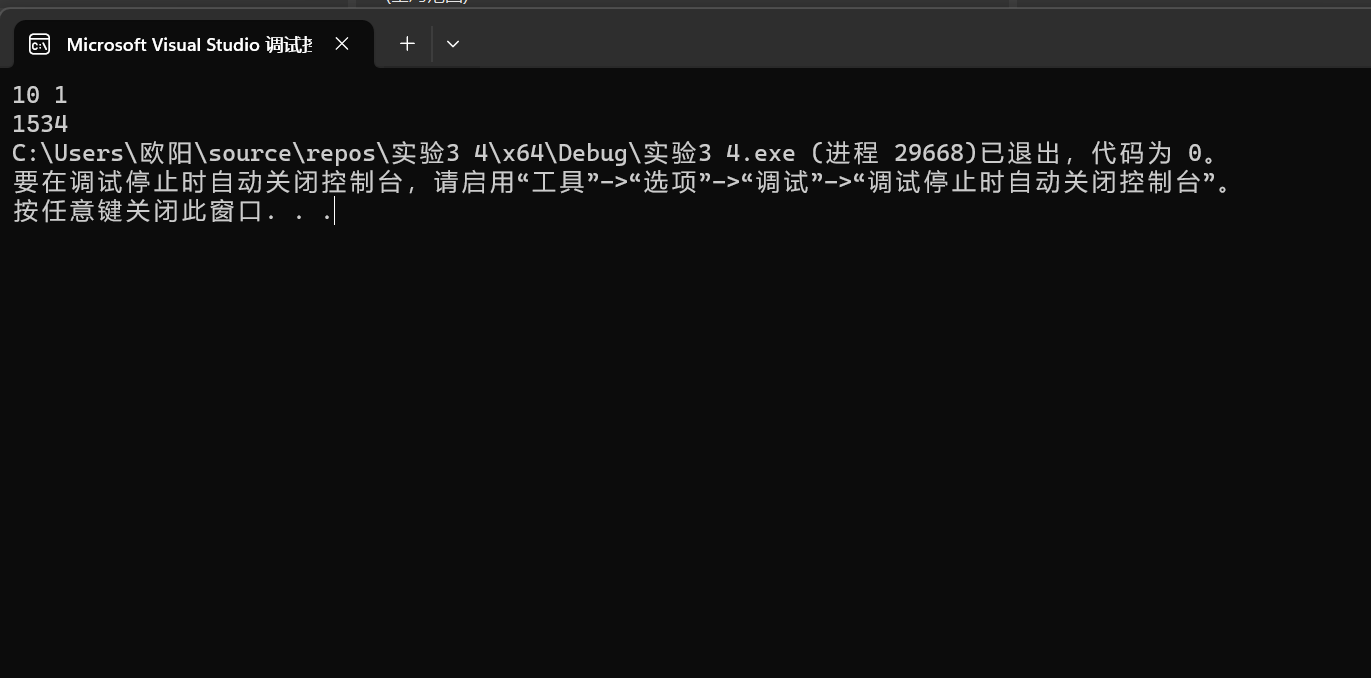 Microsoft Visual Studio 调试
10 1
1534
C:\Users\欧阳\source\repos\实验3 4\x64\Debug\实验3 4.exe (进程 29668)已退出，代码为 0。
要在调试停止时自动关闭控制台，请启用“工具”->“选项”->“调试”->“调试停止时自动关闭控制台”。
按任意键关闭此窗口. . .